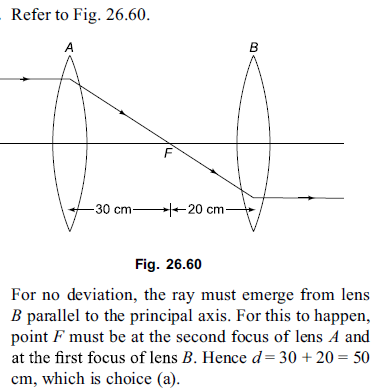 Refer to Fig. 26.60.
A
B
F
30 cm
20 cm
Fig. 26.60
For no deviation, the ray must emerge from lens
B parallel to the principal axis. For this to happen,
point F must be at the second focus of lens A and
at the first focus of lens B. Hence d = 30 + 20 = 50
cm, which is choice (a).